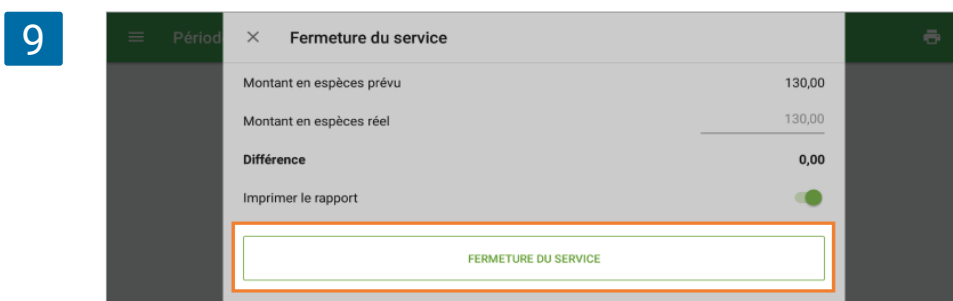 9
Périod
Fermeture du service
Montant en espèces prévu 130,00
Montant en espèces réel 130,00
Différence 0,00
Imprimer le rapport
FERMETURE DU SERVICE